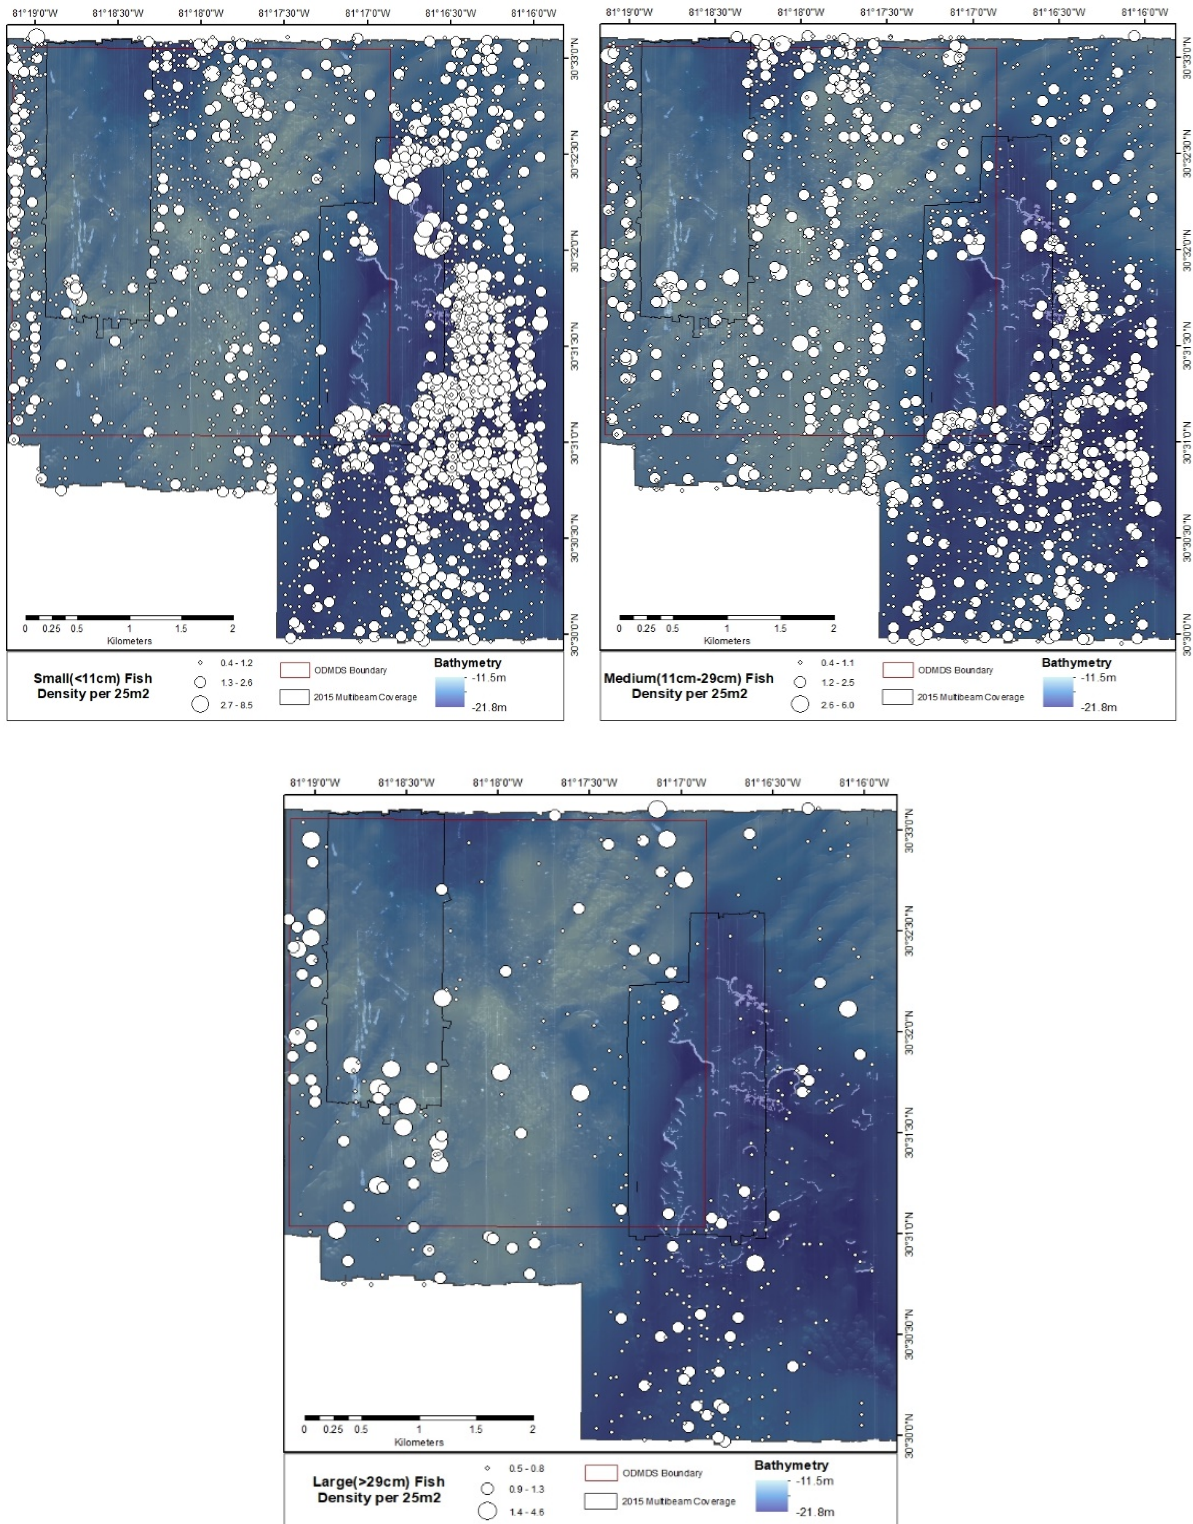 81°19'0"W 81°18'30"W 81°18'0"W 81°17'30"W 81°17'0"W 81°16'30"W 81°16'0"W
30°33'0"N
30°32'30"N
30°32'0"N
30°31'30"N
30°31'0"N
30°30'30"N
30°30'0"N
0 0.25 0.5 1 1.5 2
Kilometers
Small(<11cm) Fish
Density per 25m2
0.4 - 1.2
1.3 - 2.6
2.7 - 8.5
ODMDS Boundary
2015 Multibeam Coverage
Bathymetry
-11.5m
-21.8m
81°19'0"W 81°18'30"W 81°18'0"W 81°17'30"W 81°17'0"W 81°16'30"W 81°16'0"W
30°33'0"N
30°32'30"N
30°32'0"N
30°31'30"N
30°31'0"N
30°30'30"N
30°30'0"N
0 0.25 0.5 1 1.5 2
Kilometers
Medium(11cm-29cm) Fish
Density per 25m2
0.4 - 1.1
1.2 - 2.5
2.6 - 6.0
ODMDS Boundary
2015 Multibeam Coverage
Bathymetry
-11.5m
-21.8m
81°19'0"W 81°18'30"W 81°18'0"W 81°17'30"W 81°17'0"W 81°16'30"W 81°16'0"W
30°33'0"N
30°32'30"N
30°32'0"N
30°31'30"N
30°31'0"N
30°30'30"N
30°30'0"N
0 0.25 0.5 1 1.5 2
Kilometers
Large(>29cm) Fish
Density per 25m2
0.5 - 0.8
0.9 - 1.3
1.4 - 4.6
ODMDS Boundary
2015 Multibeam Coverage
Bathymetry
-11.5m
-21.8m